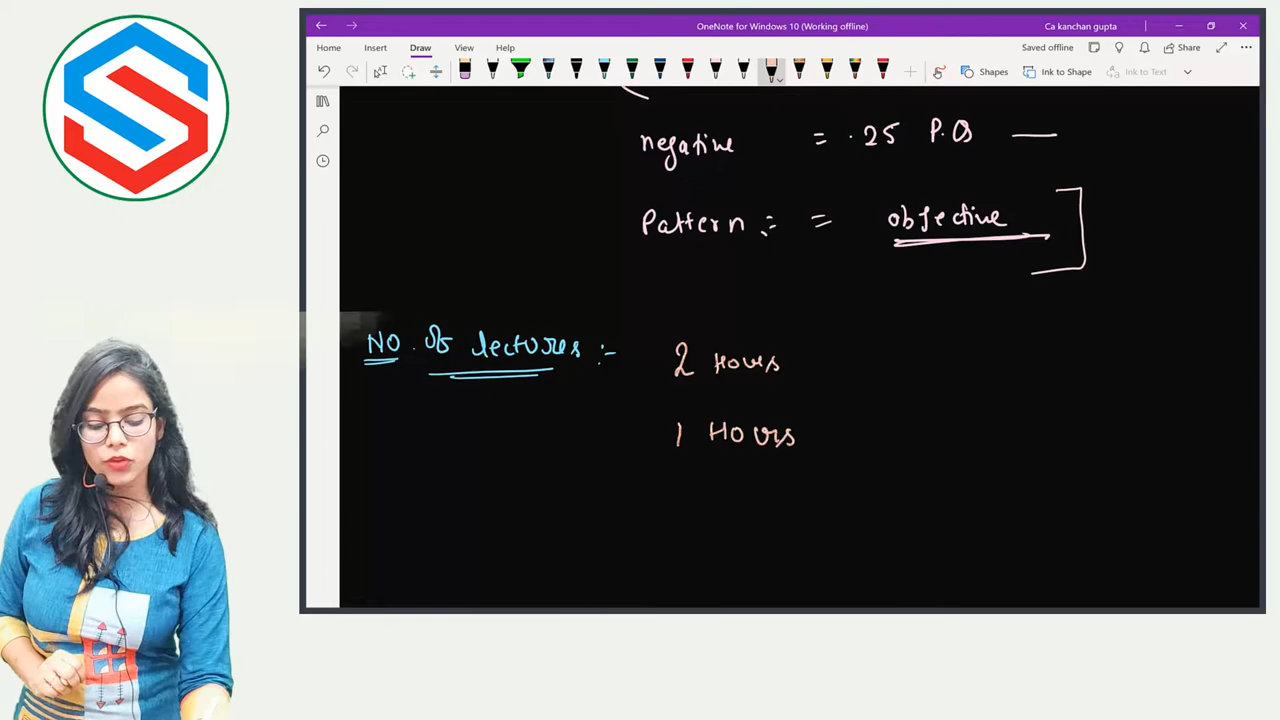 OneNote for Windows 10 (Working offline)
Ca kanchan gupta
Home Insert Draw View Help
Saved offline
Share
Shapes
Ink to Shape
Ink to Text
negative = .25 P.Q —
Pattern :- = objective ]
NO. of lectures :- 2 Hours
1 Hours